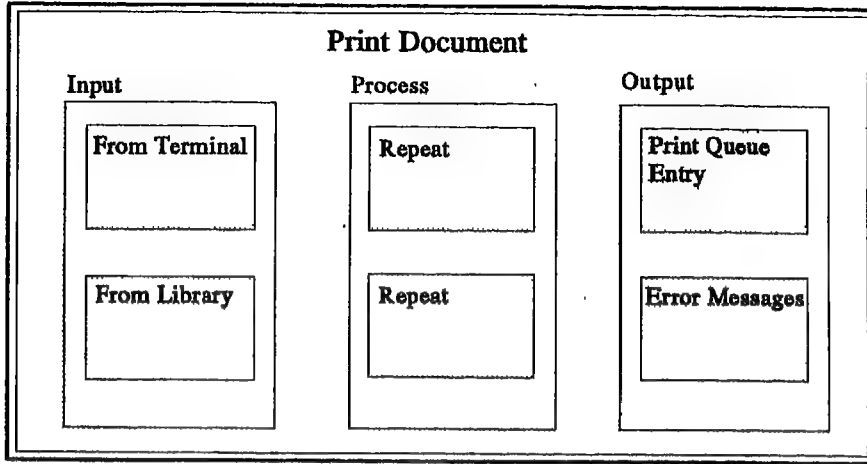 Print Document
Input
From Terminal
From Library
Process
Repeat
Repeat
Output
Print Queue
Entry
Error Messages